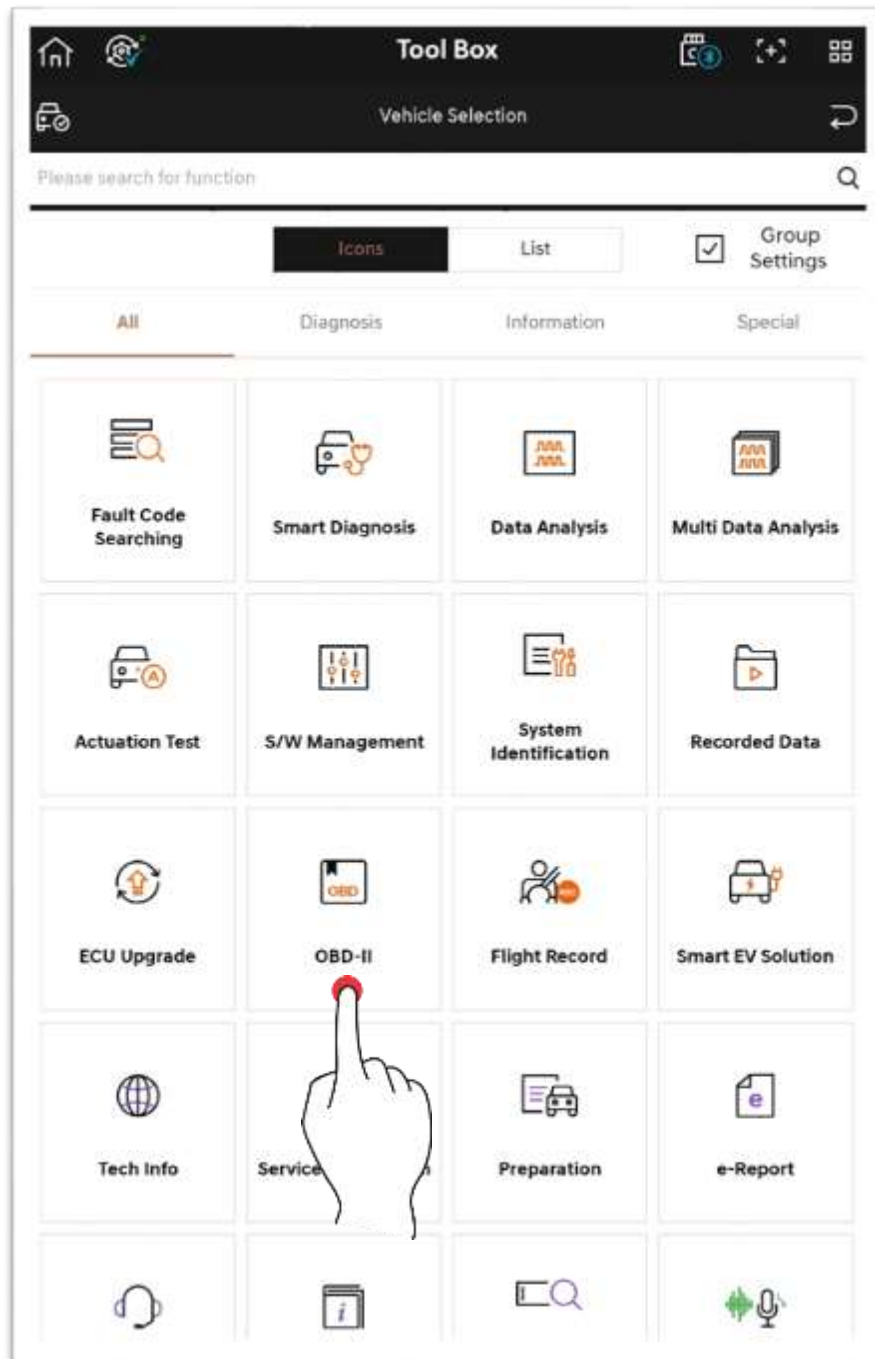 Tool Box
Vehicle Selection
Please search for function
Icons
List
Group
Settings
All
Diagnosis
Information
Special
Fault Code
Searching
Smart Diagnosis
Data Analysis
Multi Data Analysis
Actuation Test
S/W Management
System
Identification
Recorded Data
ECU Upgrade
OBD
OBD-II
Flight Record
Smart EV Solution
Tech Info
Service
Preparation
e
e-Report
i